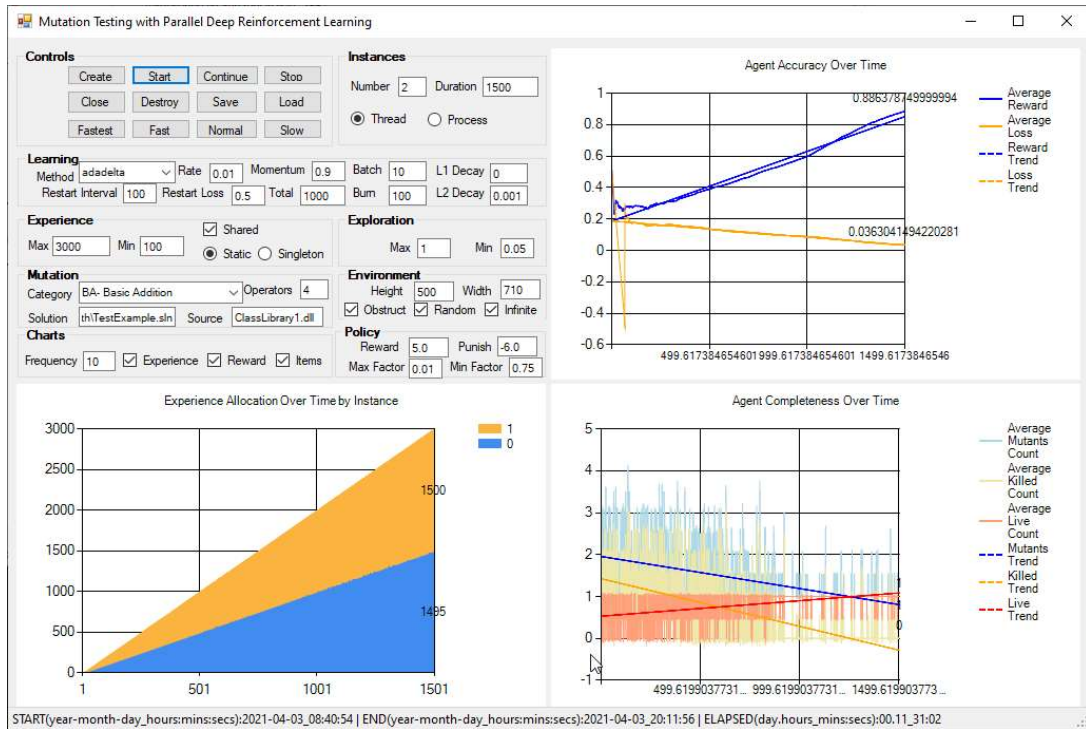 Mutation Testing with Parallel Deep Reinforcement Learning
Controls
Create Start Continue Stop
Close Destroy Save Load
Fastest Fast Normal Slow
Instances
Number 2 Duration 1500
Thread Process
Learning
Method adadelta Rate 0.01 Momentum 0.9 Batch 10 L1 Decay 0
Restart Interval 100 Restart Loss 0.5 Total 1000 Burn 100 L2 Decay 0.001
Experience
Shared
Max 3000 Min 100
Static Singleton
Exploration
Max 1 Min 0.05
Mutation
Category BA- Basic Addition Operators 4
Solution th\TestExample.sln Source ClassLibrary1.dll
Environment
Height 500 Width 710
Obstruct Random Infinite
Charts
Frequency 10 Experience Reward Items
Policy
Reward 5.0 Punish -6.0
Max Factor 0.01 Min Factor 0.75
Agent Accuracy Over Time
1
0.8
0.6
0.4
0.2
0
-0.2
-0.4
-0.6
0.886378749999994
0.0363041494220281
499.617384654601 999.617384654601 1499.6173846546
Average
Reward
Average
Loss
Reward
Trend
Loss
Trend
Experience Allocation Over Time by Instance
3000
2500
2000
1500
1000
500
0
1500
1495
1 501 1001 1501
1
0
Agent Completeness Over Time
5
4
3
2
1
0
-1
1
1
0
499.6199037731... 999.6199037731... 1499.619903773 ...
Average
Mutants
Count
Average
Killed
Count
Average
Live
Count
Mutants
Trend
Killed
Trend
Live
Trend
START(year-month-day_hours:mins:secs):2021-04-03_08:40:54 | END(year-month-day_hours:mins:secs):2021-04-03_20:11:56 | ELAPSED(day.hours_mins:secs):00.11_31:02